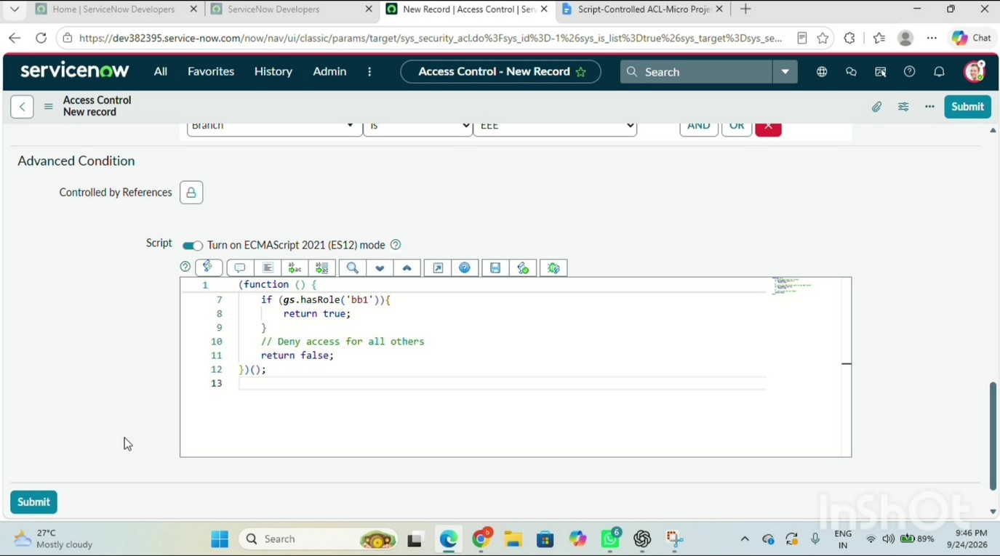 Home | ServiceNow Developers
ServiceNow Developers
New Record | Access Control | Serv
Script-Controlled ACL-Micro Proje
https://dev382395.service-now.com/now/nav/ui/classic/params/target/sys_security_acl.do%3Fsys_id%3D-1%26sys_is_list%3Dtrue%26sys_target%3Dsys_se...
Chat
servicenow All Favorites History Admin Access Control - New Record Search
Access Control
New record
Submit
Branch is EEE AND OR
Advanced Condition
Controlled by References
Script Turn on ECMAScript 2021 (ES12) mode
1 (function () {
7 if (gs.hasRole('bb1')){
8 return true;
9 }
10 // Deny access for all others
11 return false;
12 })();
13
Submit
InShOt
27°C
Mostly cloudy
Search
6
ENG
IN
89%
9:46 PM
9/24/2026